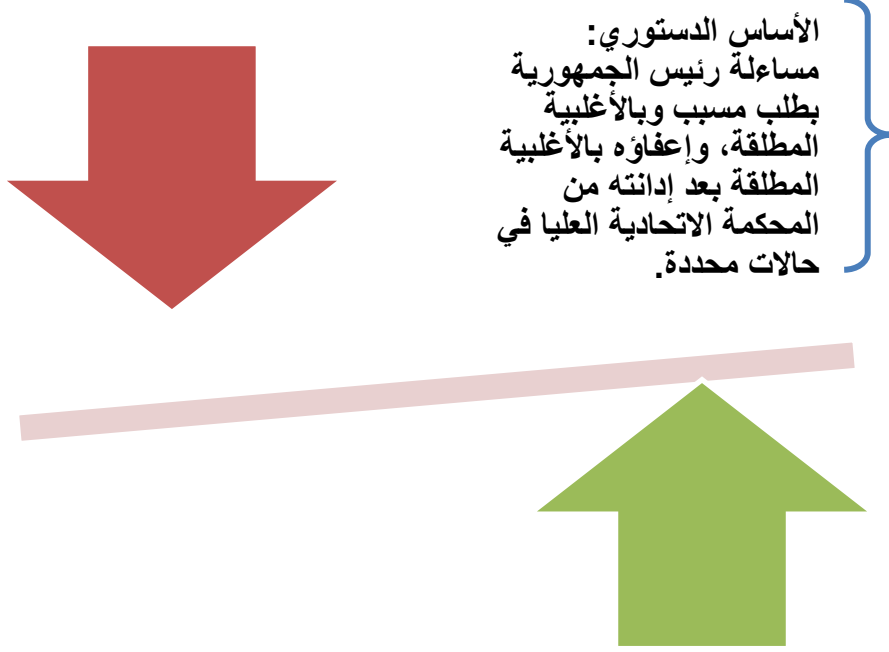 الأساس الدستوري:
مساءلة رئيس الجمهورية
بطلب مسبب وبالأغلبية
المطلقة، وإعفاؤه بالأغلبية
المطلقة بعد إدانته من
المحكمة الاتحادية العليا في
حالات محددة.